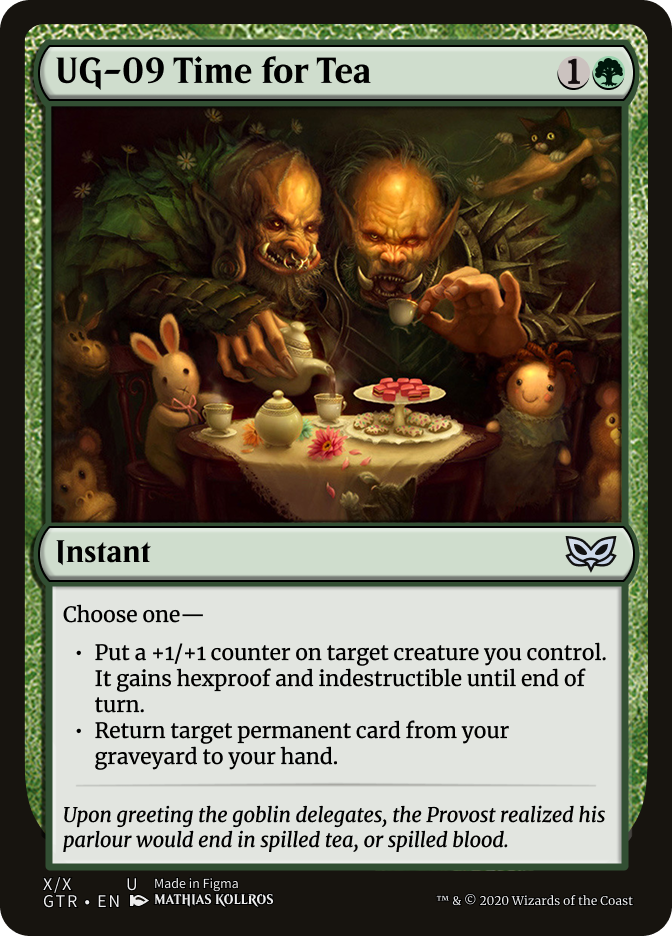 UG-09 Time for Tea
1
Instant
Choose one—
• Put a +1/+1 counter on target creature you control.
It gains hexproof and indestructible until end of
turn.
• Return target permanent card from your
graveyard to your hand.
Upon greeting the goblin delegates, the Provost realized his
parlour would end in spilled tea, or spilled blood.
X/X U Made in Figma
GTR • EN MATHIAS KOLLROS
™ & © 2020 Wizards of the Coast